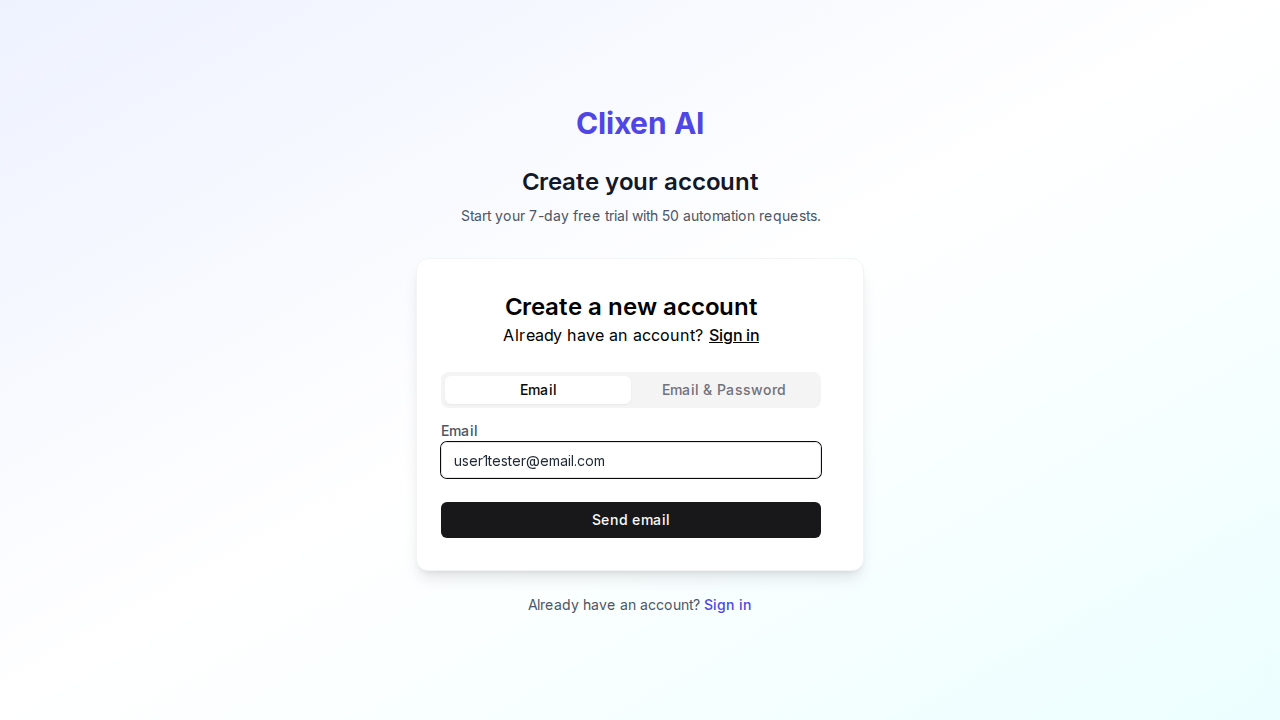 Clixen AI
Create your account
Start your 7-day free trial with 50 automation requests.
Create a new account
Already have an account? Sign in
Email
Email & Password
Email
user1tester@email.com
Send email
Already have an account? Sign in